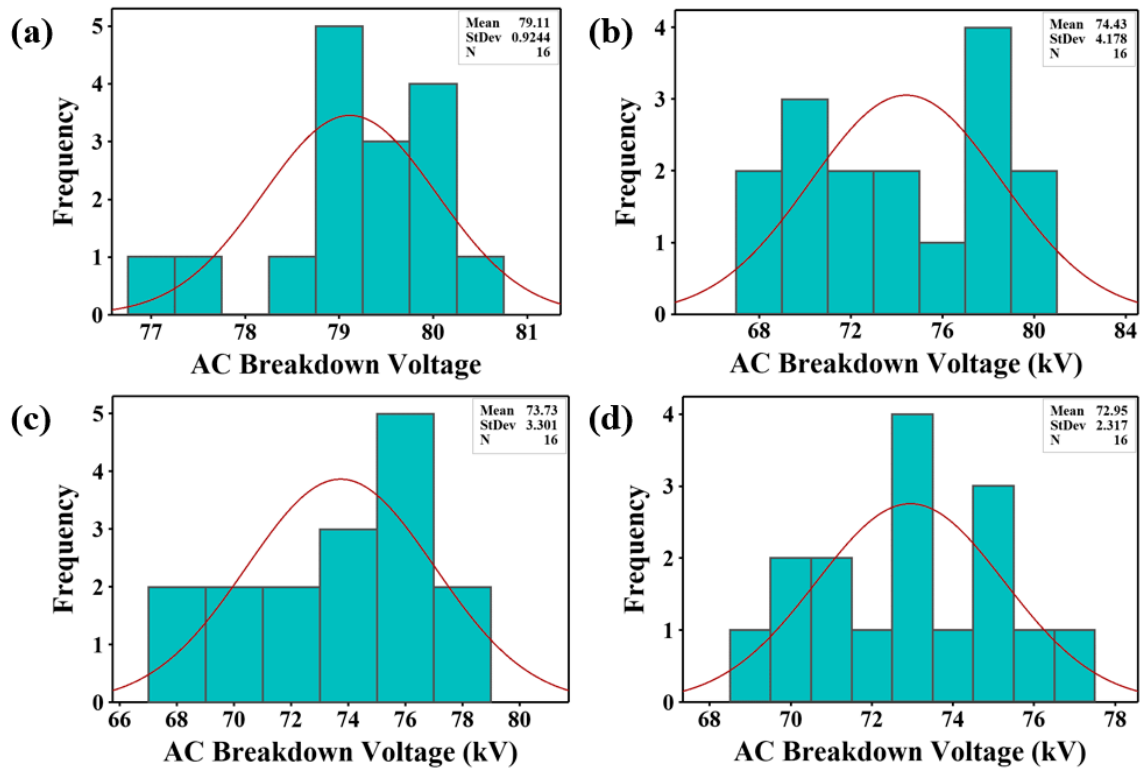 (a)
Mean 79.11
StDev 0.9244
N 16
Frequency
5
4
3
2
1
0
77 78 79 80 81
AC Breakdown Voltage
(b)
Mean 74.43
StDev 4.178
N 16
Frequency
4
3
2
1
0
68 72 76 80 84
AC Breakdown Voltage (kV)
(c)
Mean 73.73
StDev 3.301
N 16
Frequency
5
4
3
2
1
0
66 68 70 72 74 76 78 80
AC Breakdown Voltage (kV)
(d)
Mean 72.95
StDev 2.317
N 16
Frequency
4
3
2
1
0
68 70 72 74 76 78
AC Breakdown Voltage (kV)